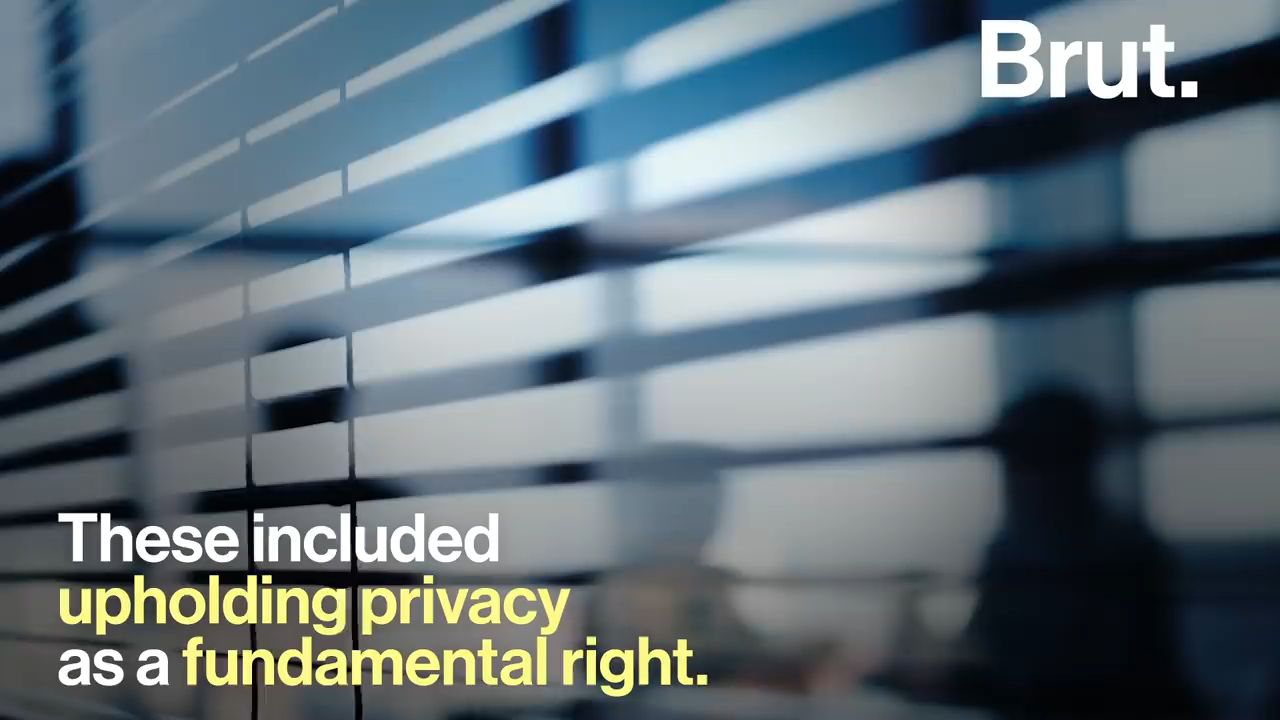 Brut.
These included
upholding privacy
as a fundamental right.